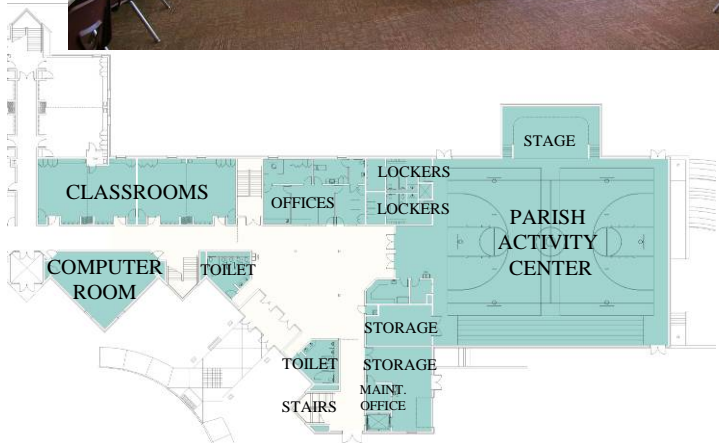 STAGE
LOCKERS
CLASSROOMS
OFFICES
LOCKERS
PARISH
ACTIVITY
CENTER
COMPUTER
ROOM
TOILET
STORAGE
TOILET
STORAGE
MAINT.
OFFICE
STAIRS